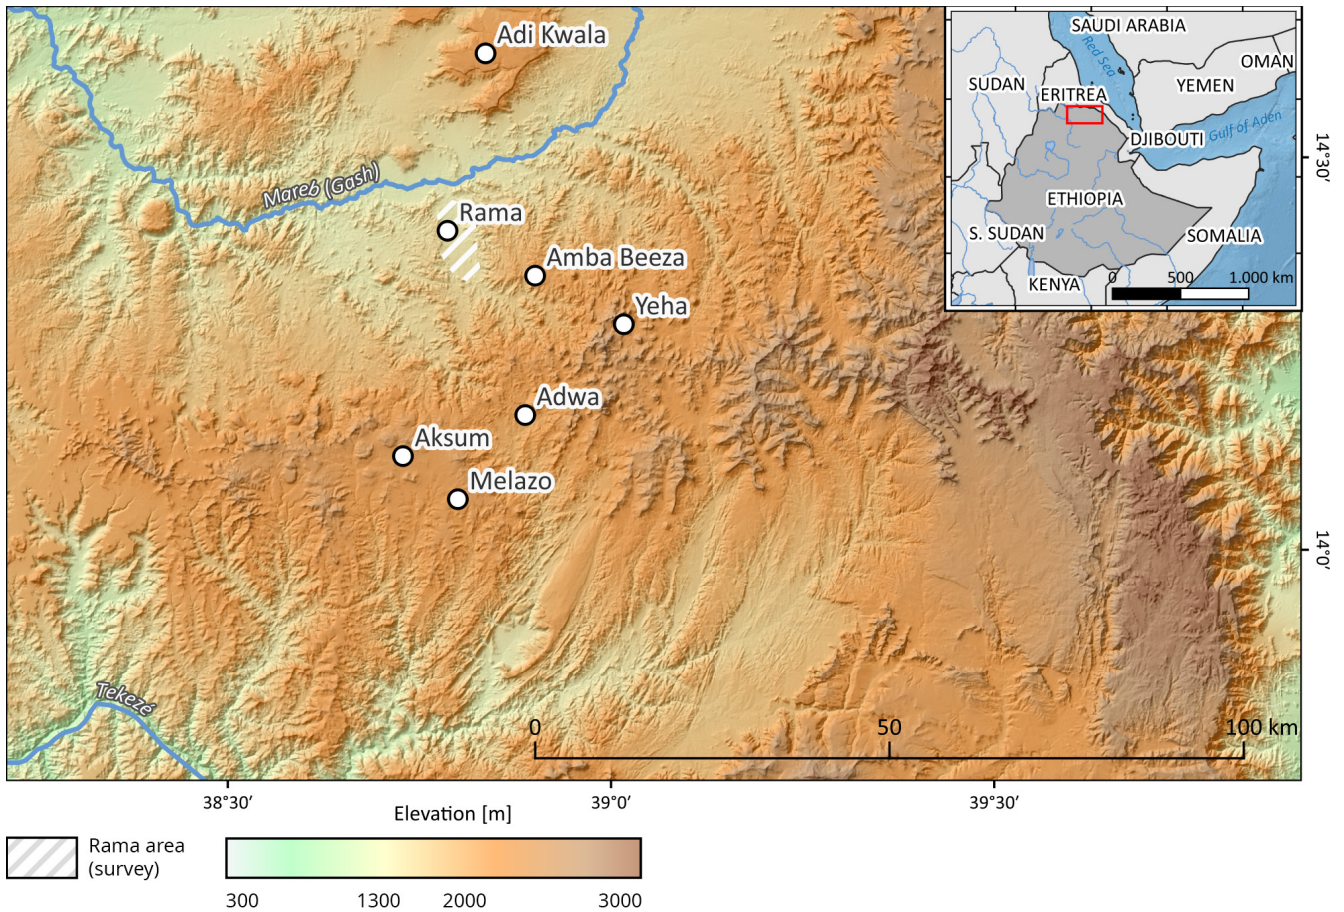 Adi Kwala
Mareb (Gash)
Rama
Amba Beeza
Yeha
Adwa
Aksum
Melazo
Tekezé
0 50 100 km
SAUDI ARABIA
Red Sea
OMAN
SUDAN
ERITREA
YEMEN
DJIBOUTI
Gulf of Aden
ETHIOPIA
S. SUDAN
SOMALIA
KENYA
0 500 1.000 km
14°30'
14°0'
38°30' 39°0' 39°30'
Elevation [m]
Rama area
(survey)
300 1300 2000 3000